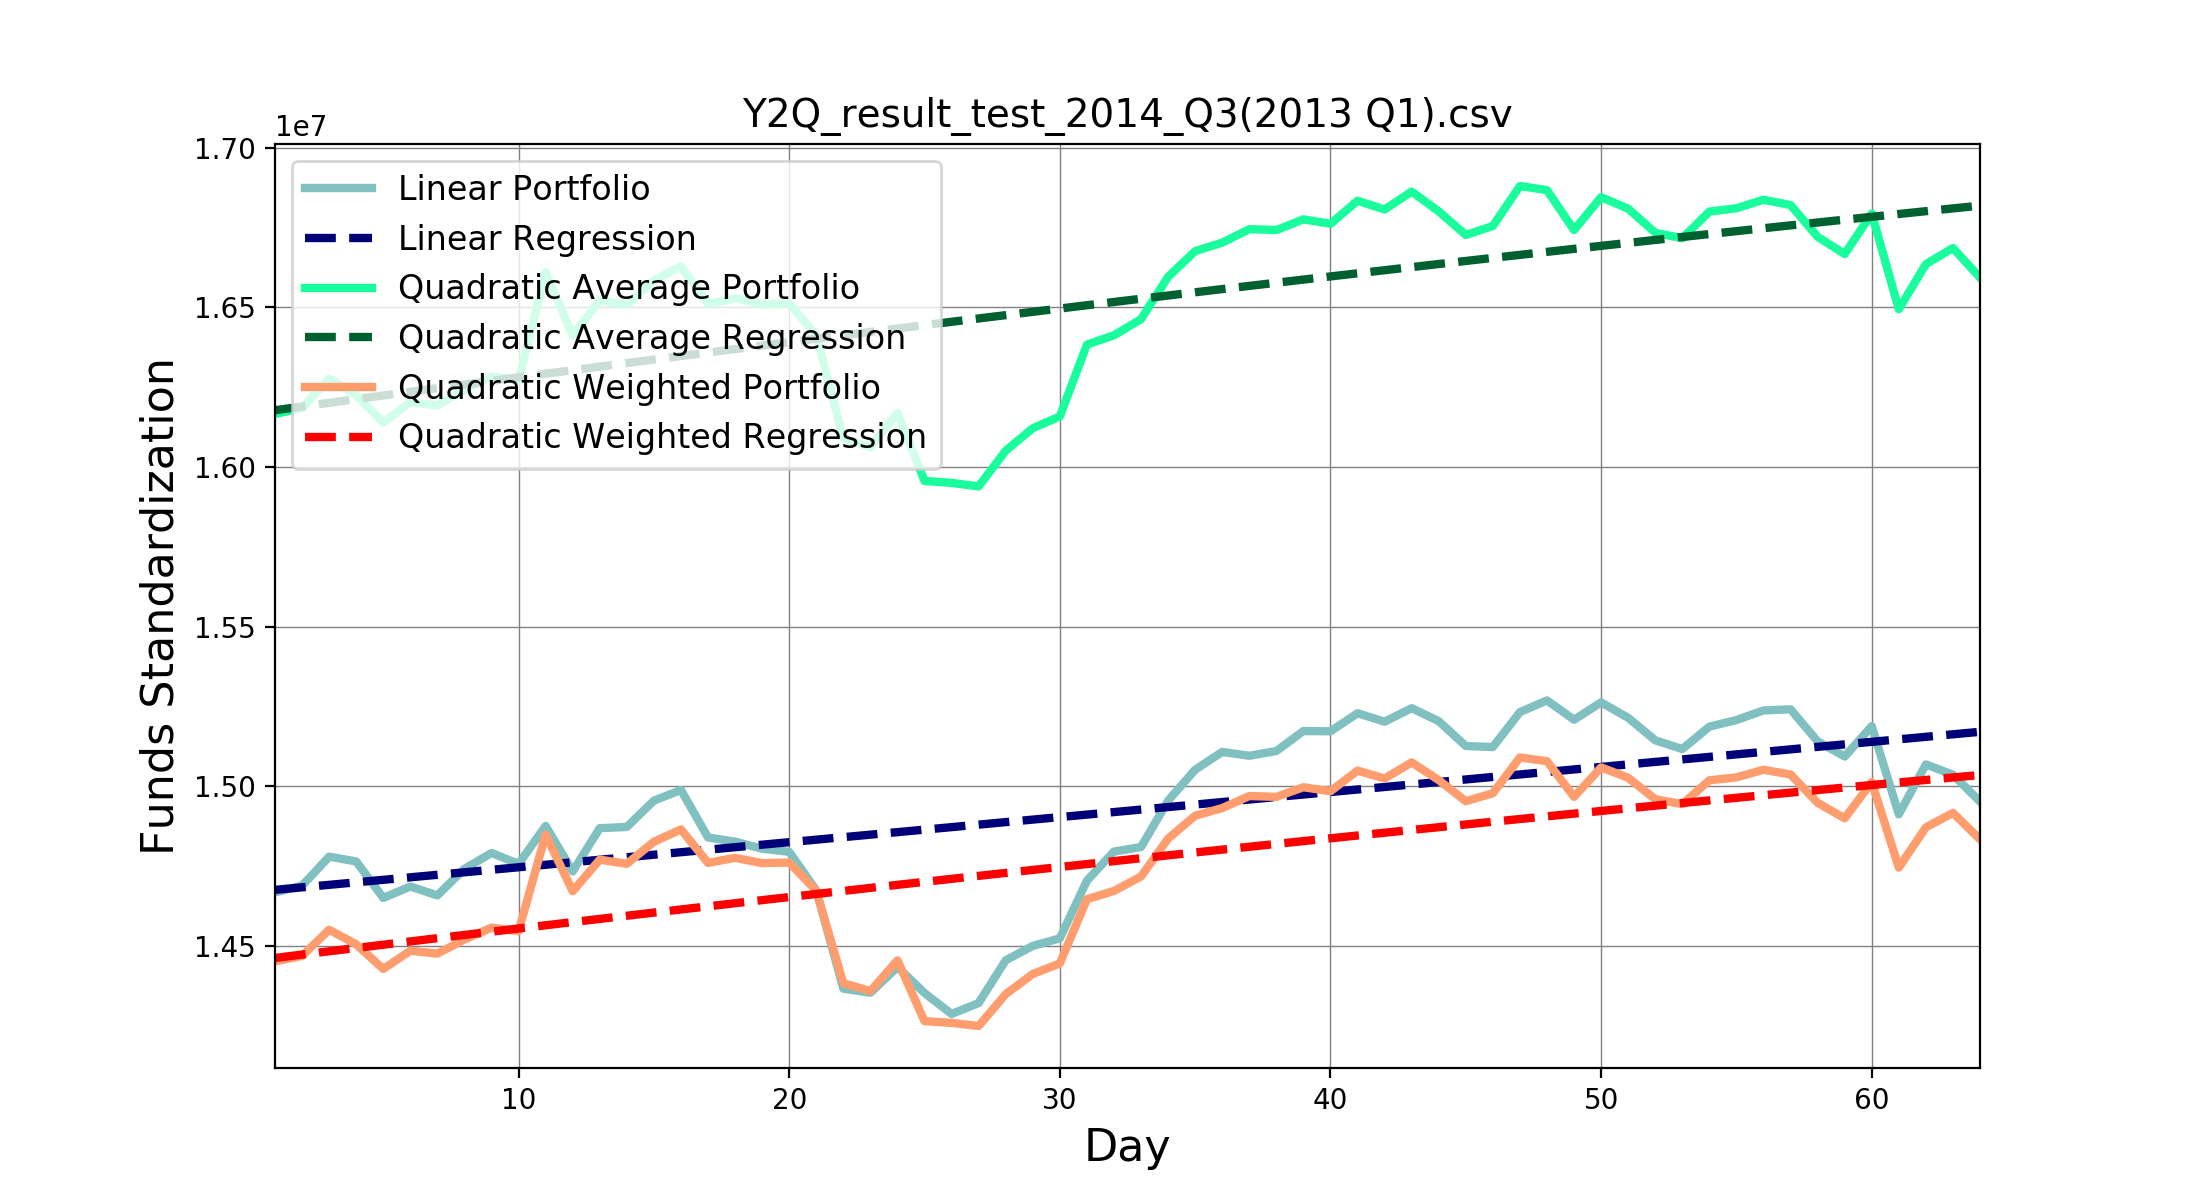 Y2Q_result_test_2014_Q3(2013 Q1).csv
1e7
1.70
1.65
1.60
1.55
1.50
1.45
Funds Standardization
Linear Portfolio
Linear Regression
Quadratic Average Portfolio
Quadratic Average Regression
Quadratic Weighted Portfolio
Quadratic Weighted Regression
10 20 30 40 50 60
Day